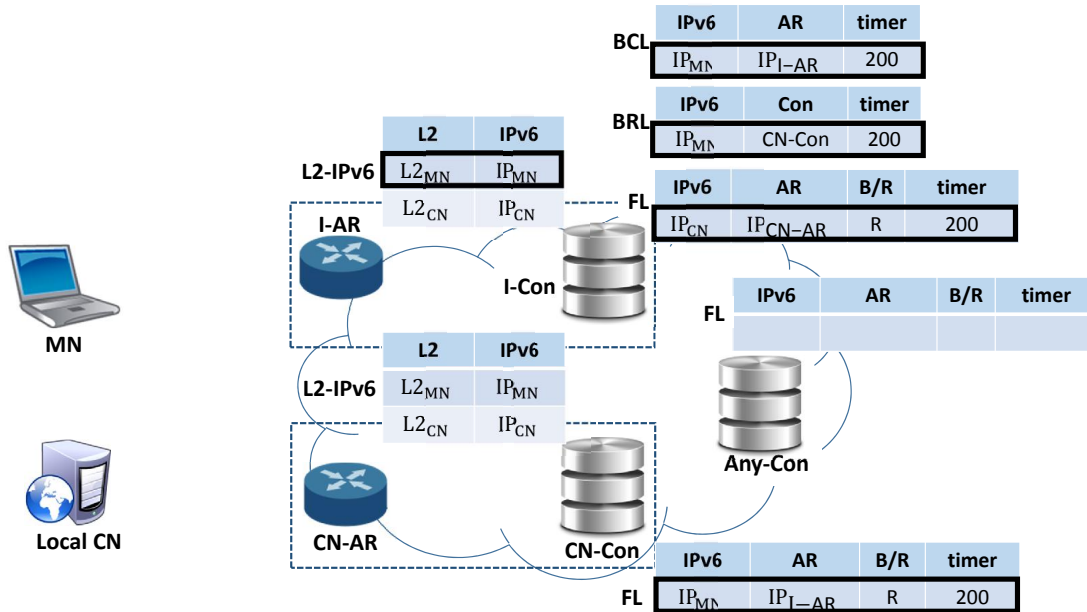 IPv6 AR timer
BCL
IP_MN IP_I−AR 200
IPv6 Con timer
BRL
IP_MN CN-Con 200
L2 IPv6
L2-IPv6
L2_MN IP_MN
L2_CN IP_CN
IPv6 AR B/R timer
FL
IP_CN IP_CN−AR R 200
I-AR
I-Con
MN
IPv6 AR B/R timer
FL
L2 IPv6
L2-IPv6
L2_MN IP_MN
L2_CN IP_CN
Any-Con
Local CN
CN-AR
CN-Con
IPv6 AR B/R timer
FL
IP_MN IP_I−AR R 200